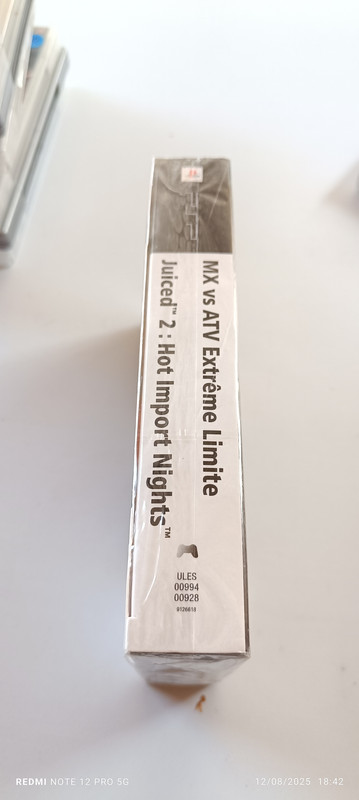 MX vs ATV Extrême Limite
Juiced™ 2 : Hot Import Nights™
ULES
00994
00928
REDMI NOTE 12 PRO 5G
12/08/2025 18:42